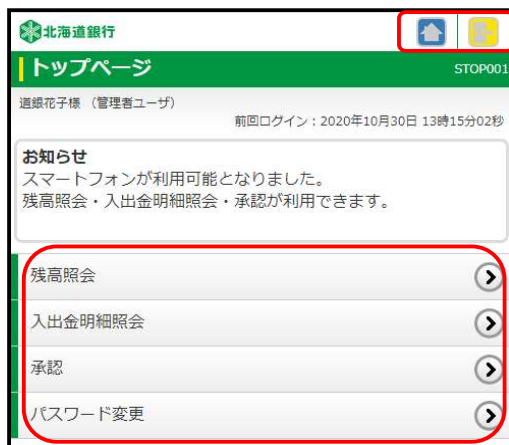 北海道銀行
トップページ
STOP001
道銀花子様 （管理者ユーザ）
前回ログイン：2020年10月30日 13時15分02秒
お知らせ
スマートフォンが利用可能となりました。
残高照会・入出金明細照会・承認が利用できます。
残高照会
入出金明細照会
承認
パスワード変更